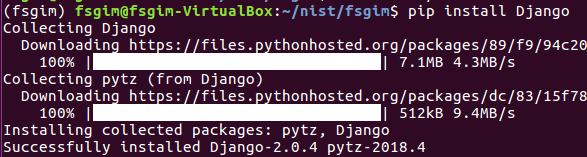 (fsgim) fsgim@fsgim-VirtualBox:~/nist/fsgim$ pip install Django
Collecting Django
Downloading https://files.pythonhosted.org/packages/89/f9/94c20
100% | | 7.1MB 4.3MB/s
Collecting pytz (from Django)
Downloading https://files.pythonhosted.org/packages/dc/83/15f78
100% | | 512kB 9.4MB/s
Installing collected packages: pytz, Django
Successfully installed Django-2.0.4 pytz-2018.4